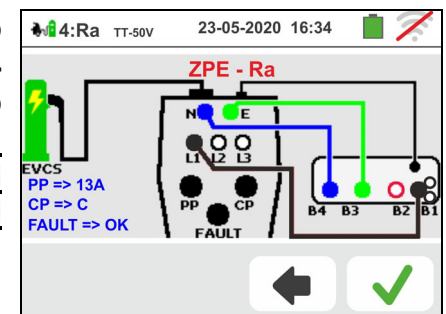 4:Ra TT-50V 23-05-2020 16:34
ZPE - Ra
N E
L1 L2 L3
EVCS
PP => 13A
CP => C
FAULT => OK
PP CP
FAULT
B4 B3 B2 B1